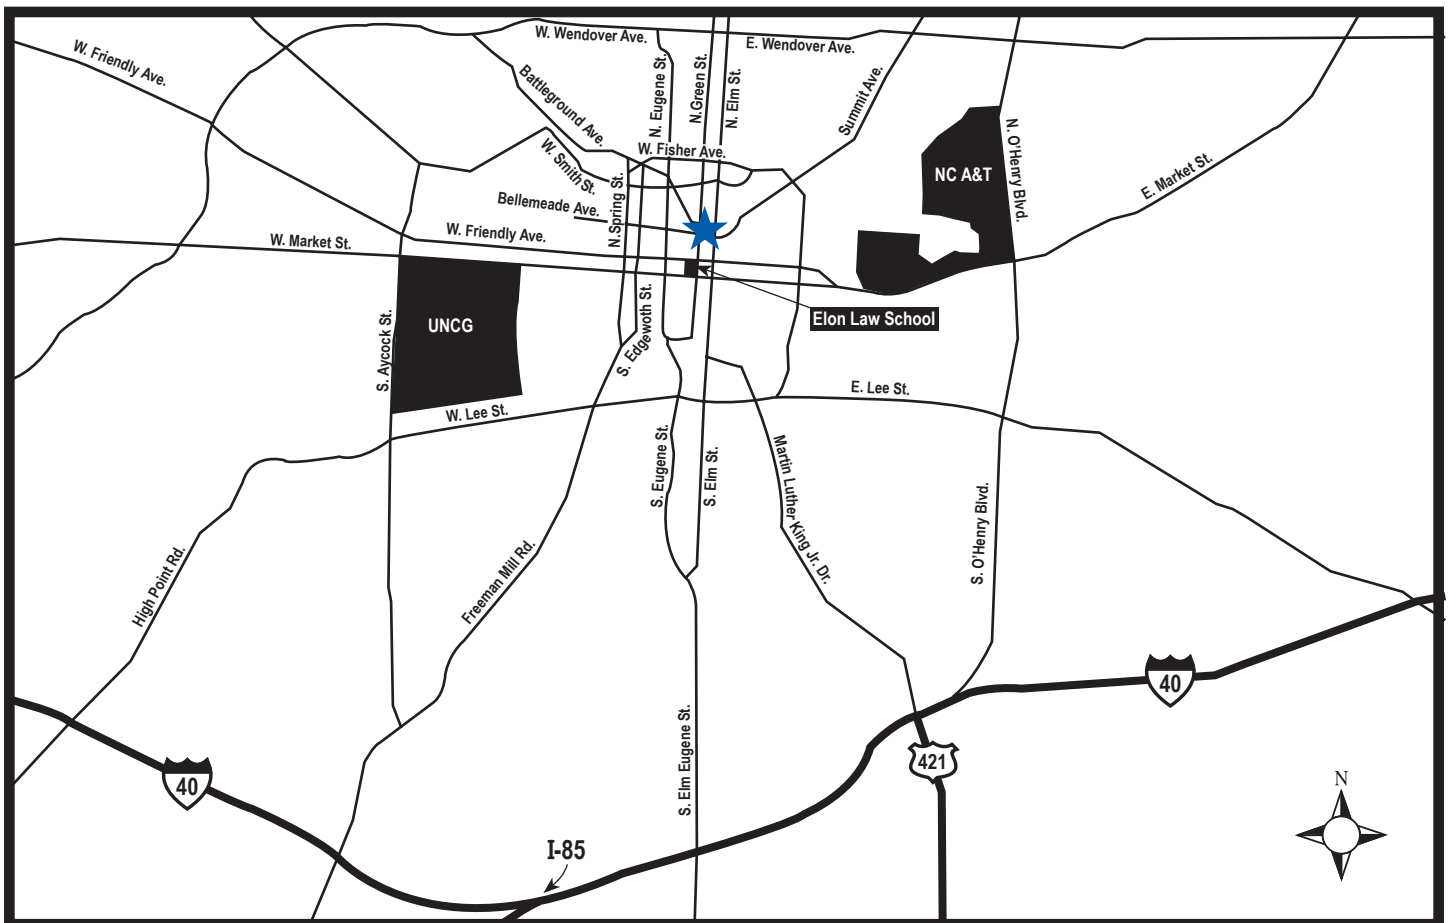 W. Wendover Ave.
E. Wendover Ave.
W. Friendly Ave.
Battleground Ave.
N. Eugene St.
N.Green St.
N. Elm St.
Summit Ave.
W. Fisher Ave.
W. Smith St.
N. O'Henry Blvd.
NC A&T
E. Market St.
Bellemeade Ave.
N.Spring St.
W. Friendly Ave.
W. Market St.
Elon Law School
UNCG
S. Aycock St.
S. Edgewoth St.
E. Lee St.
W. Lee St.
S. Eugene St.
S. Elm St.
Martin Luther King Jr. Dr.
S. O'Henry Blvd.
High Point Rd.
Freeman Mill Rd.
40
S. Elm Eugene St.
421
40
N
I-85